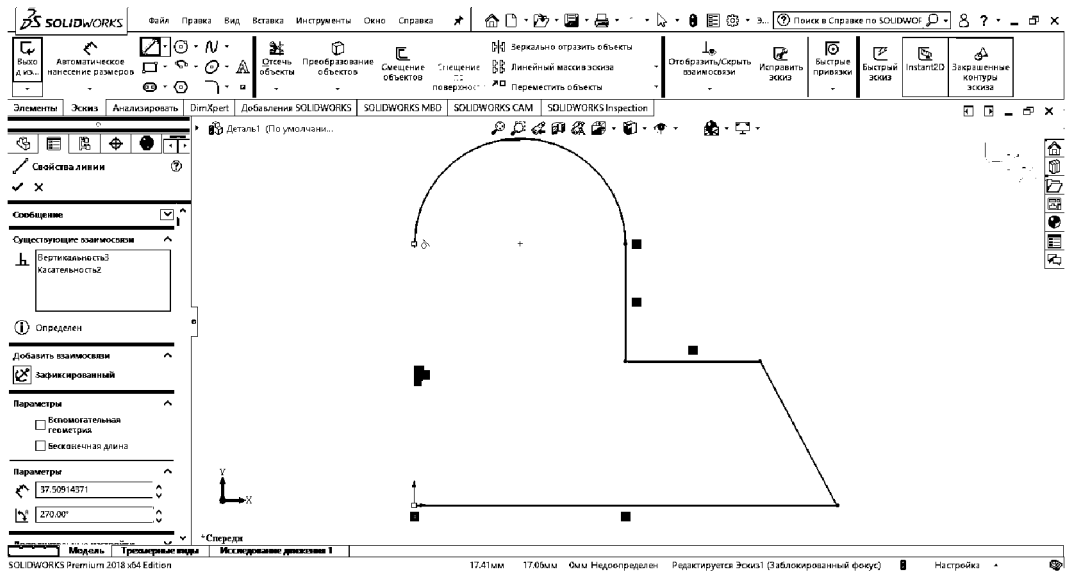 SOLIDWORKS Файл Правка Вид Вставка Инструменты Окно Справка Э... Поиск в Справке по SOLIDWOF
Выхо д из...
Автоматическое нанесение размеров
Отсечь объекты
Преобразование объектов
Смещение объектов
Зеркально отразить объекты
Линейный массив эскиза
Переместить объекты
Отобразить/Скрыть взаимосвязи
Исправить эскиз
Быстрые привязки
Быстрый эскиз
Instant2D
Закрашенные контуры эскиза
Элементы Эскиз Анализировать DimXpert Добавления SOLIDWORKS SOLIDWORKS MBD SOLIDWORKS CAM SOLIDWORKS Inspection
Деталь1 (По умолчани...
Свойства линии
Сообщение
Существующие взаимосвязи
Вертикальность3
Касательность2
Определен
Добавить взаимосвязи
Зафиксированный
Параметры
Вспомогательная
геометрия
Бесконечная длина
Параметры
37.50914371
270.00°
Y
X
*Спереди
Модель Трехмерные виды Исследование движения 1
SOLIDWORKS Premium 2018 x64 Edition 17.41мм 17.06мм 0мм Недоопределен Редактируется Эскиз1 (Заблокированный фокус) Настройка